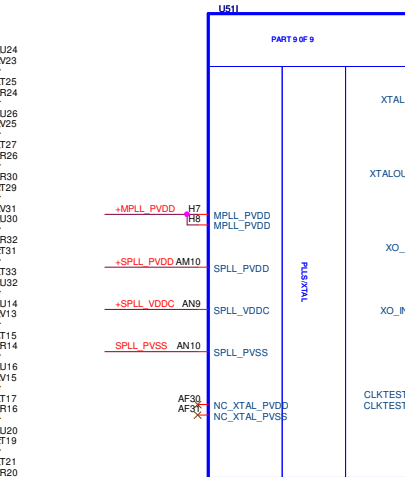 U51I
PART 9 OF 9
U24
V23
T25
R24
U26
V25
T27
R26
R30
T29
V31
U30
R32
T31
T33
U32
U14
V13
T15
R14
U16
V15
T17
R16
U20
T19
T21
R20
+MPLL_PVDD H7 MPLL_PVDD
H8 MPLL_PVDD
+SPLL_PVDD AM10 SPLL_PVDD
+SPLL_VDDC AN9 SPLL_VDDC
SPLL_PVSS AN10 SPLL_PVSS
AF30 NC_XTAL_PVDD
AF31 NC_XTAL_PVSS
PLLS/XTAL
XTAL
XTALOU
XO_
XO_IN
CLKTEST
CLKTEST